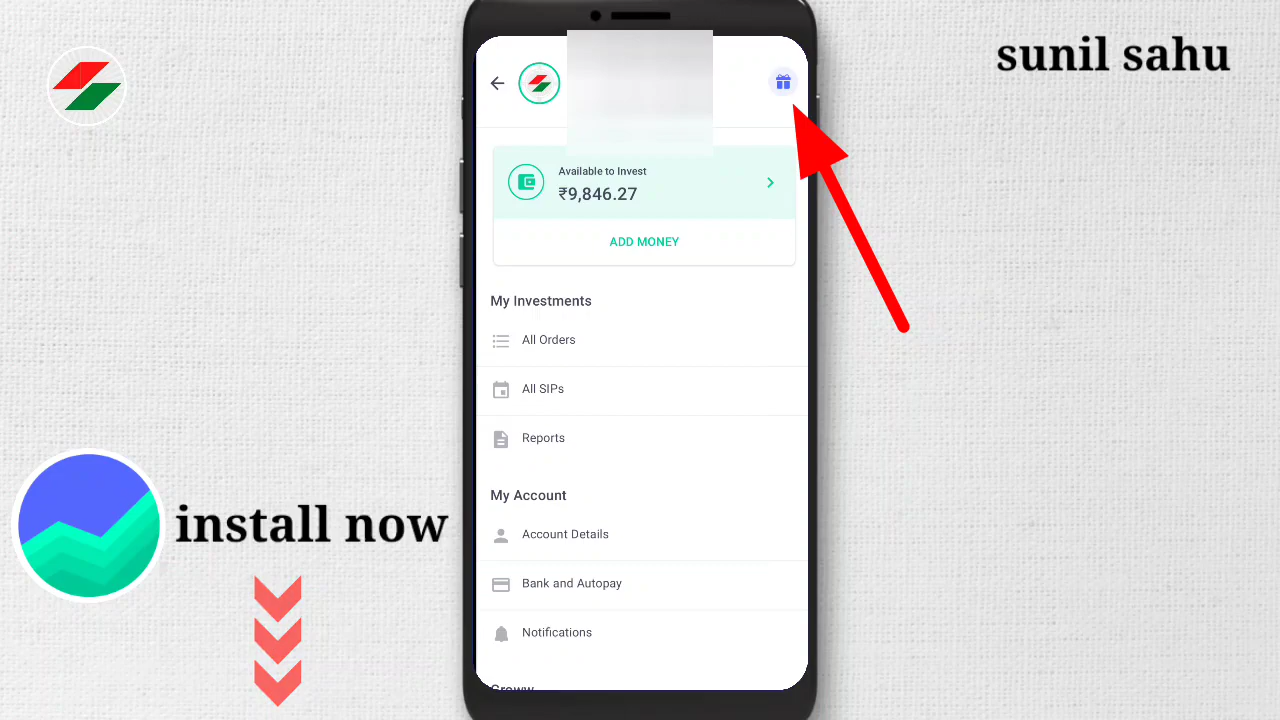 sunil sahu
Available to Invest
₹9,846.27
ADD MONEY
My Investments
All Orders
All SIPs
Reports
My Account
Account Details
install now
Bank and Autopay
Notifications
Groww